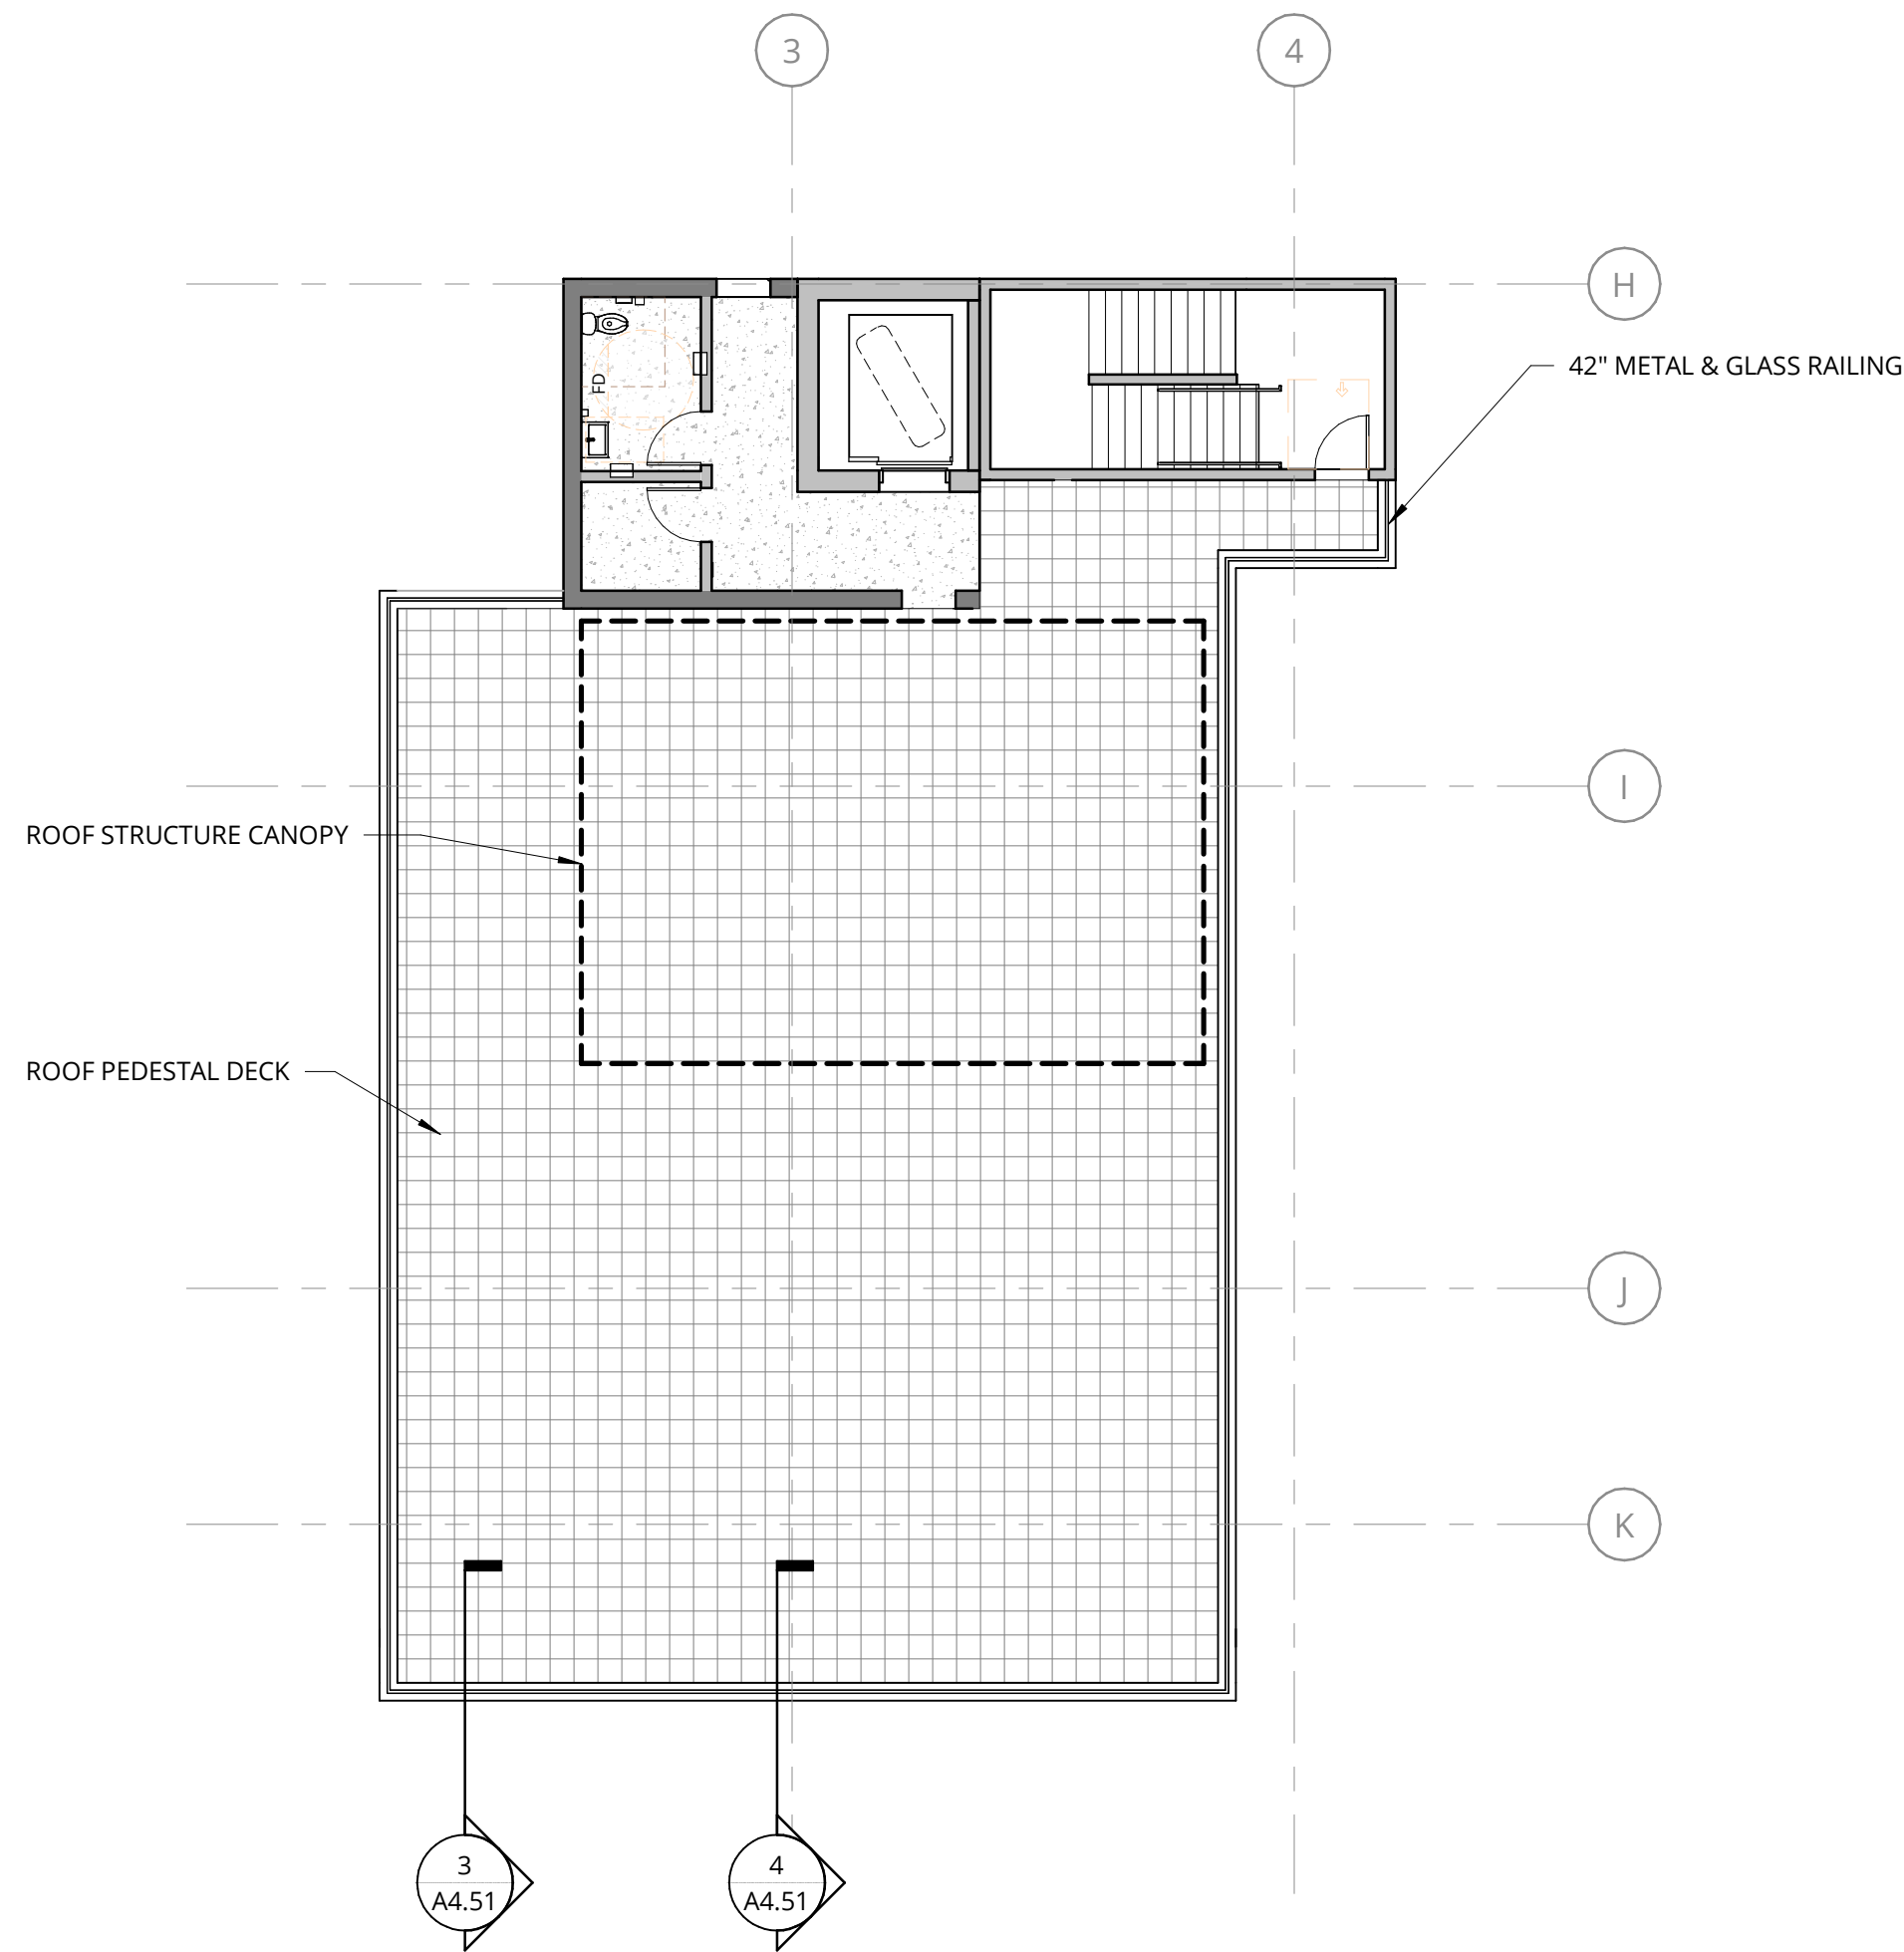 3
4
H
42" METAL & GLASS RAILING
FD
I
ROOF STRUCTURE CANOPY
ROOF PEDESTAL DECK
J
K
3
A4.51
4
A4.51